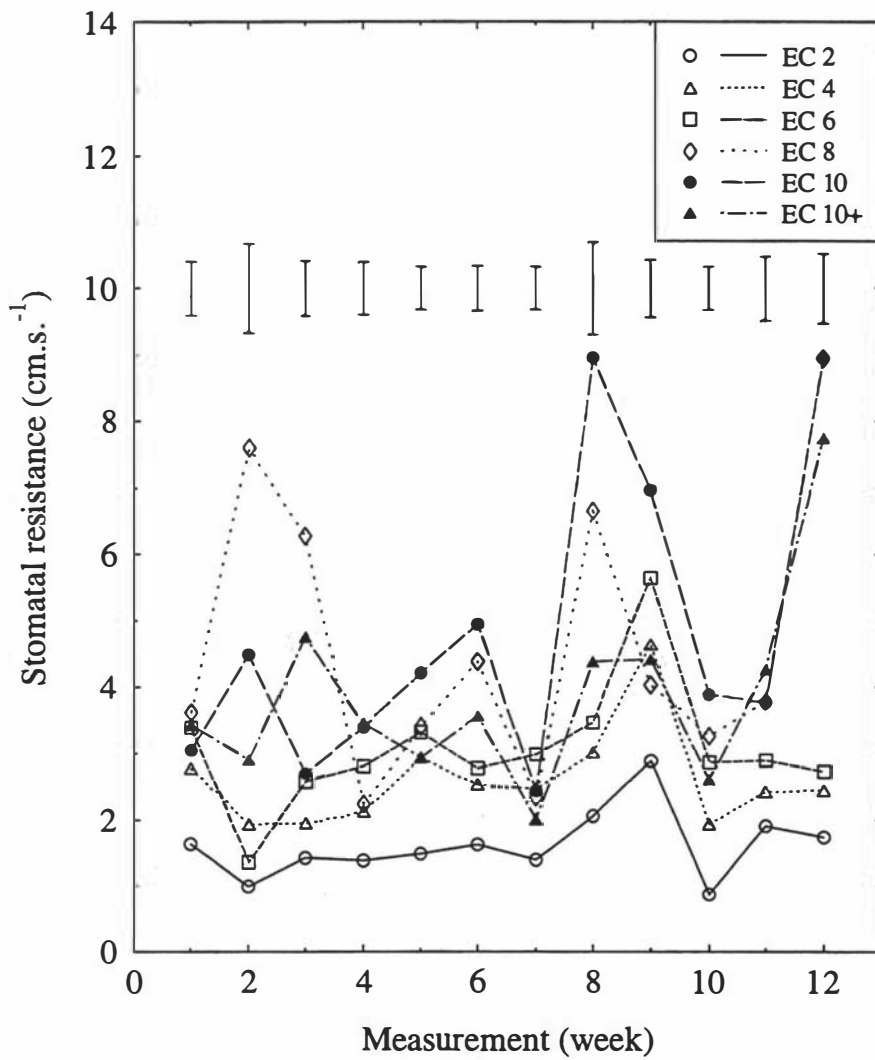 14
12
10
8
6
4
2
0
Stomatal resistance (cm.s.⁻¹)
EC 2
EC 4
EC 6
EC 8
EC 10
EC 10+
0 2 4 6 8 10 12
Measurement (week)